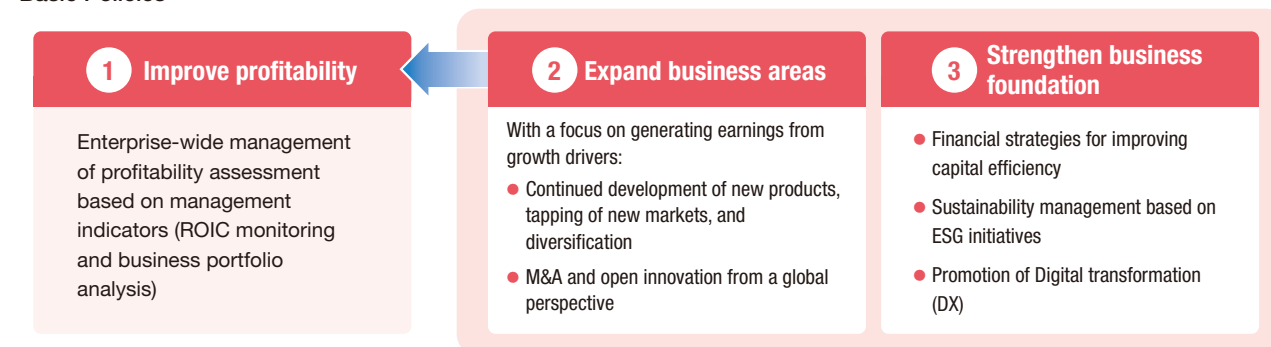 Basic Policies
1 Improve profitability
Enterprise-wide management
of profitability assessment
based on management
indicators (ROIC monitoring
and business portfolio
analysis)
2 Expand business areas
With a focus on generating earnings from
growth drivers:
● Continued development of new products,
tapping of new markets, and
diversification
● M&A and open innovation from a global
perspective
3 Strengthen business
foundation
● Financial strategies for improving
capital efficiency
● Sustainability management based on
ESG initiatives
● Promotion of Digital transformation
(DX)